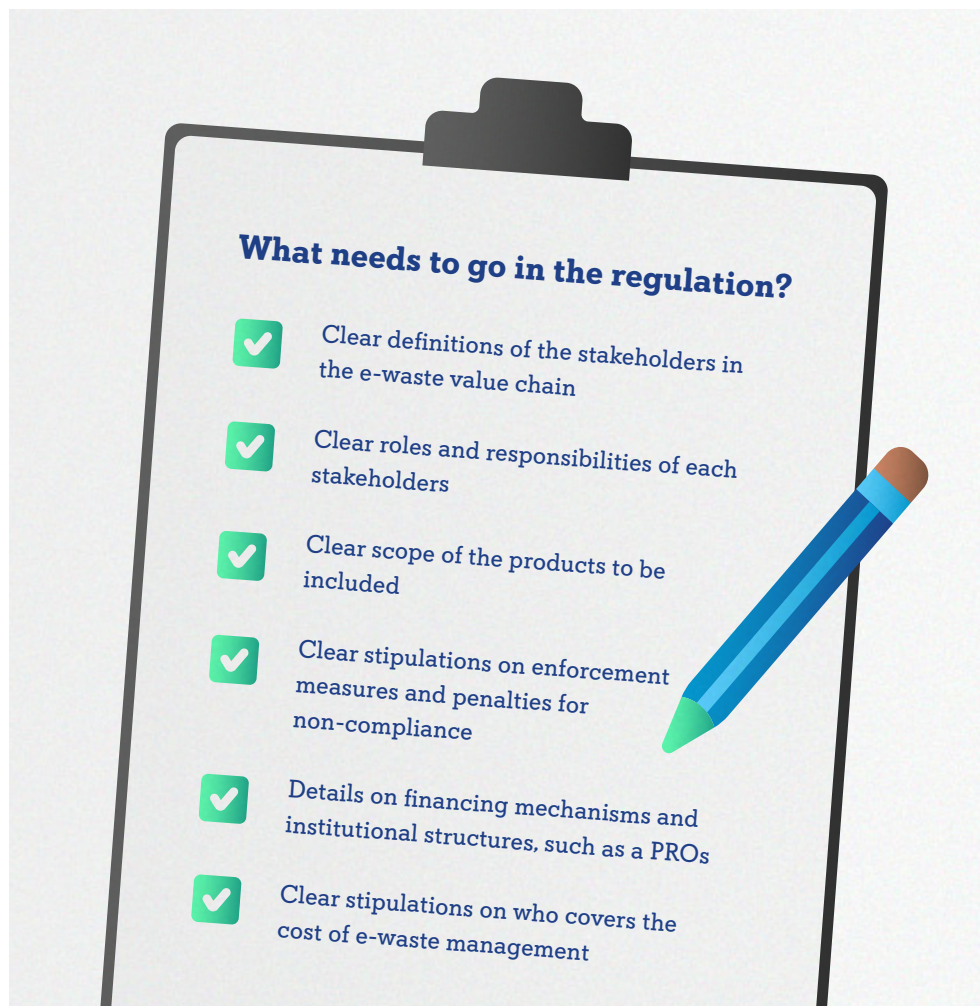 What needs to go in the regulation?
Clear definitions of the stakeholders in
the e-waste value chain
Clear roles and responsibilities of each
stakeholders
Clear scope of the products to be
included
Clear stipulations on enforcement
measures and penalties for
non-compliance
Details on financing mechanisms and
institutional structures, such as a PROs
Clear stipulations on who covers the
cost of e-waste management